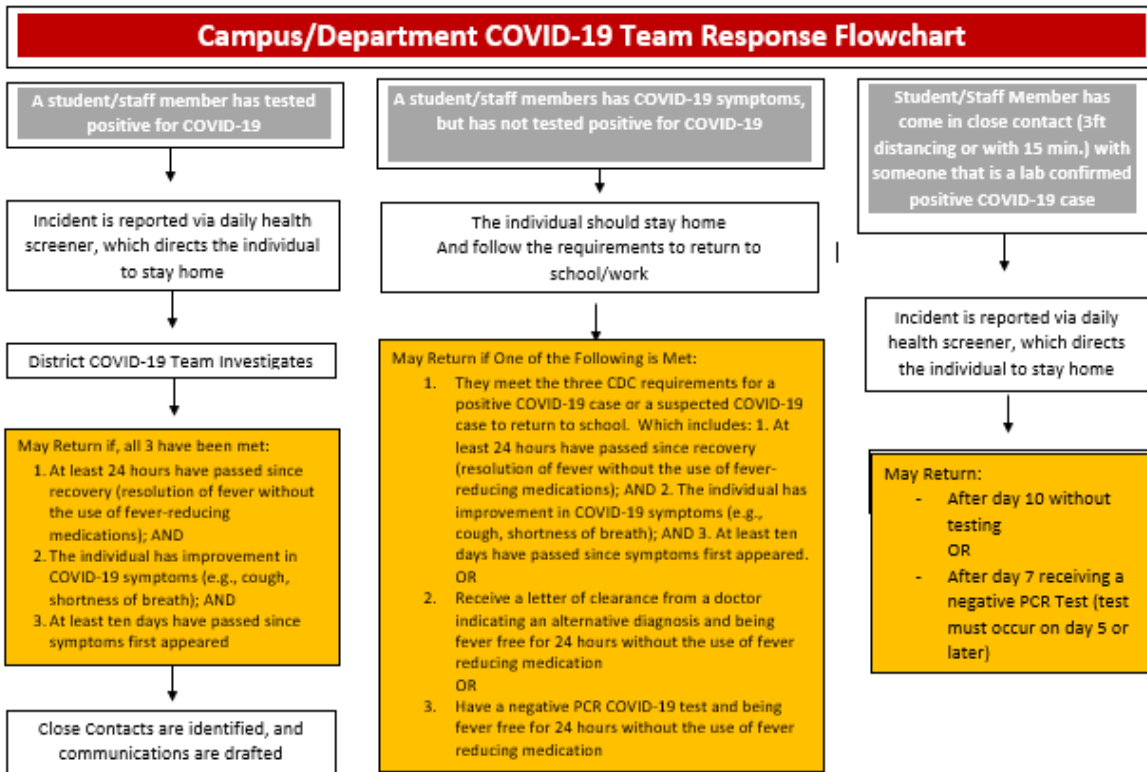 Campus/Department COVID-19 Team Response Flowchart
A student/staff member has tested
positive for COVID-19
Incident is reported via daily health
screener, which directs the individual
to stay home
District COVID-19 Team Investigates
May Return if, all 3 have been met:
1. At least 24 hours have passed since
recovery (resolution of fever without
the use of fever-reducing
medications); AND
2. The individual has improvement in
COVID-19 symptoms (e.g., cough,
shortness of breath); AND
3. At least ten days have passed since
symptoms first appeared
Close Contacts are identified, and
communications are drafted
A student/staff members has COVID-19 symptoms,
but has not tested positive for COVID-19
The individual should stay home
And follow the requirements to return to
school/work
May Return if One of the Following is Met:
1. They meet the three CDC requirements for a
positive COVID-19 case or a suspected COVID-19
case to return to school. Which includes: 1. At
least 24 hours have passed since recovery
(resolution of fever without the use of fever-
reducing medications); AND 2. The individual has
improvement in COVID-19 symptoms (e.g.,
cough, shortness of breath); AND 3. At least ten
days have passed since symptoms first appeared.
OR
2. Receive a letter of clearance from a doctor
indicating an alternative diagnosis and being
fever free for 24 hours without the use of fever
reducing medication
OR
3. Have a negative PCR COVID-19 test and being
fever free for 24 hours without the use of fever
reducing medication
Student/Staff Member has
come in close contact (3ft
distancing or with 15 min.) with
someone that is a lab confirmed
positive COVID-19 case
Incident is reported via daily
health screener, which directs
the individual to stay home
May Return:
- After day 10 without
testing
OR
- After day 7 receiving a
negative PCR Test (test
must occur on day 5 or
later)